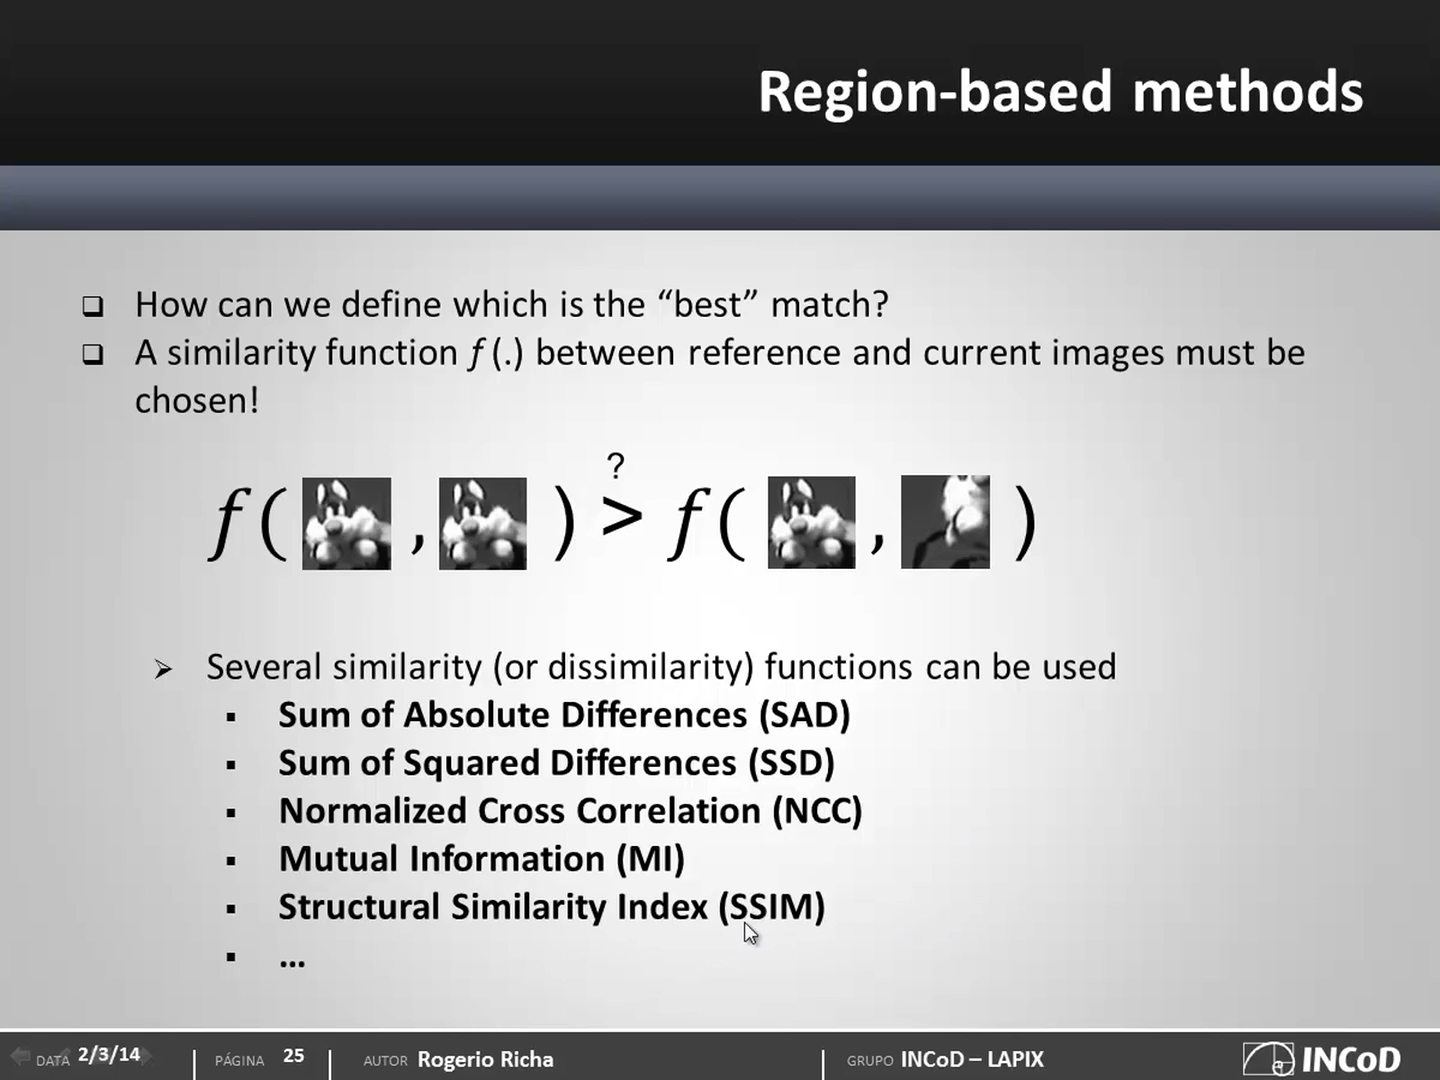 Region-based methods
How can we define which is the “best” match?
A similarity function f (.) between reference and current images must be
chosen!
?
f( , ) > f( , )
Several similarity (or dissimilarity) functions can be used
Sum of Absolute Differences (SAD)
Sum of Squared Differences (SSD)
Normalized Cross Correlation (NCC)
Mutual Information (MI)
Structural Similarity Index (SSIM)
...
DATA 2/3/14 PÁGINA 25 AUTOR Rogerio Richa GRUPO INCoD – LAPIX INCoD